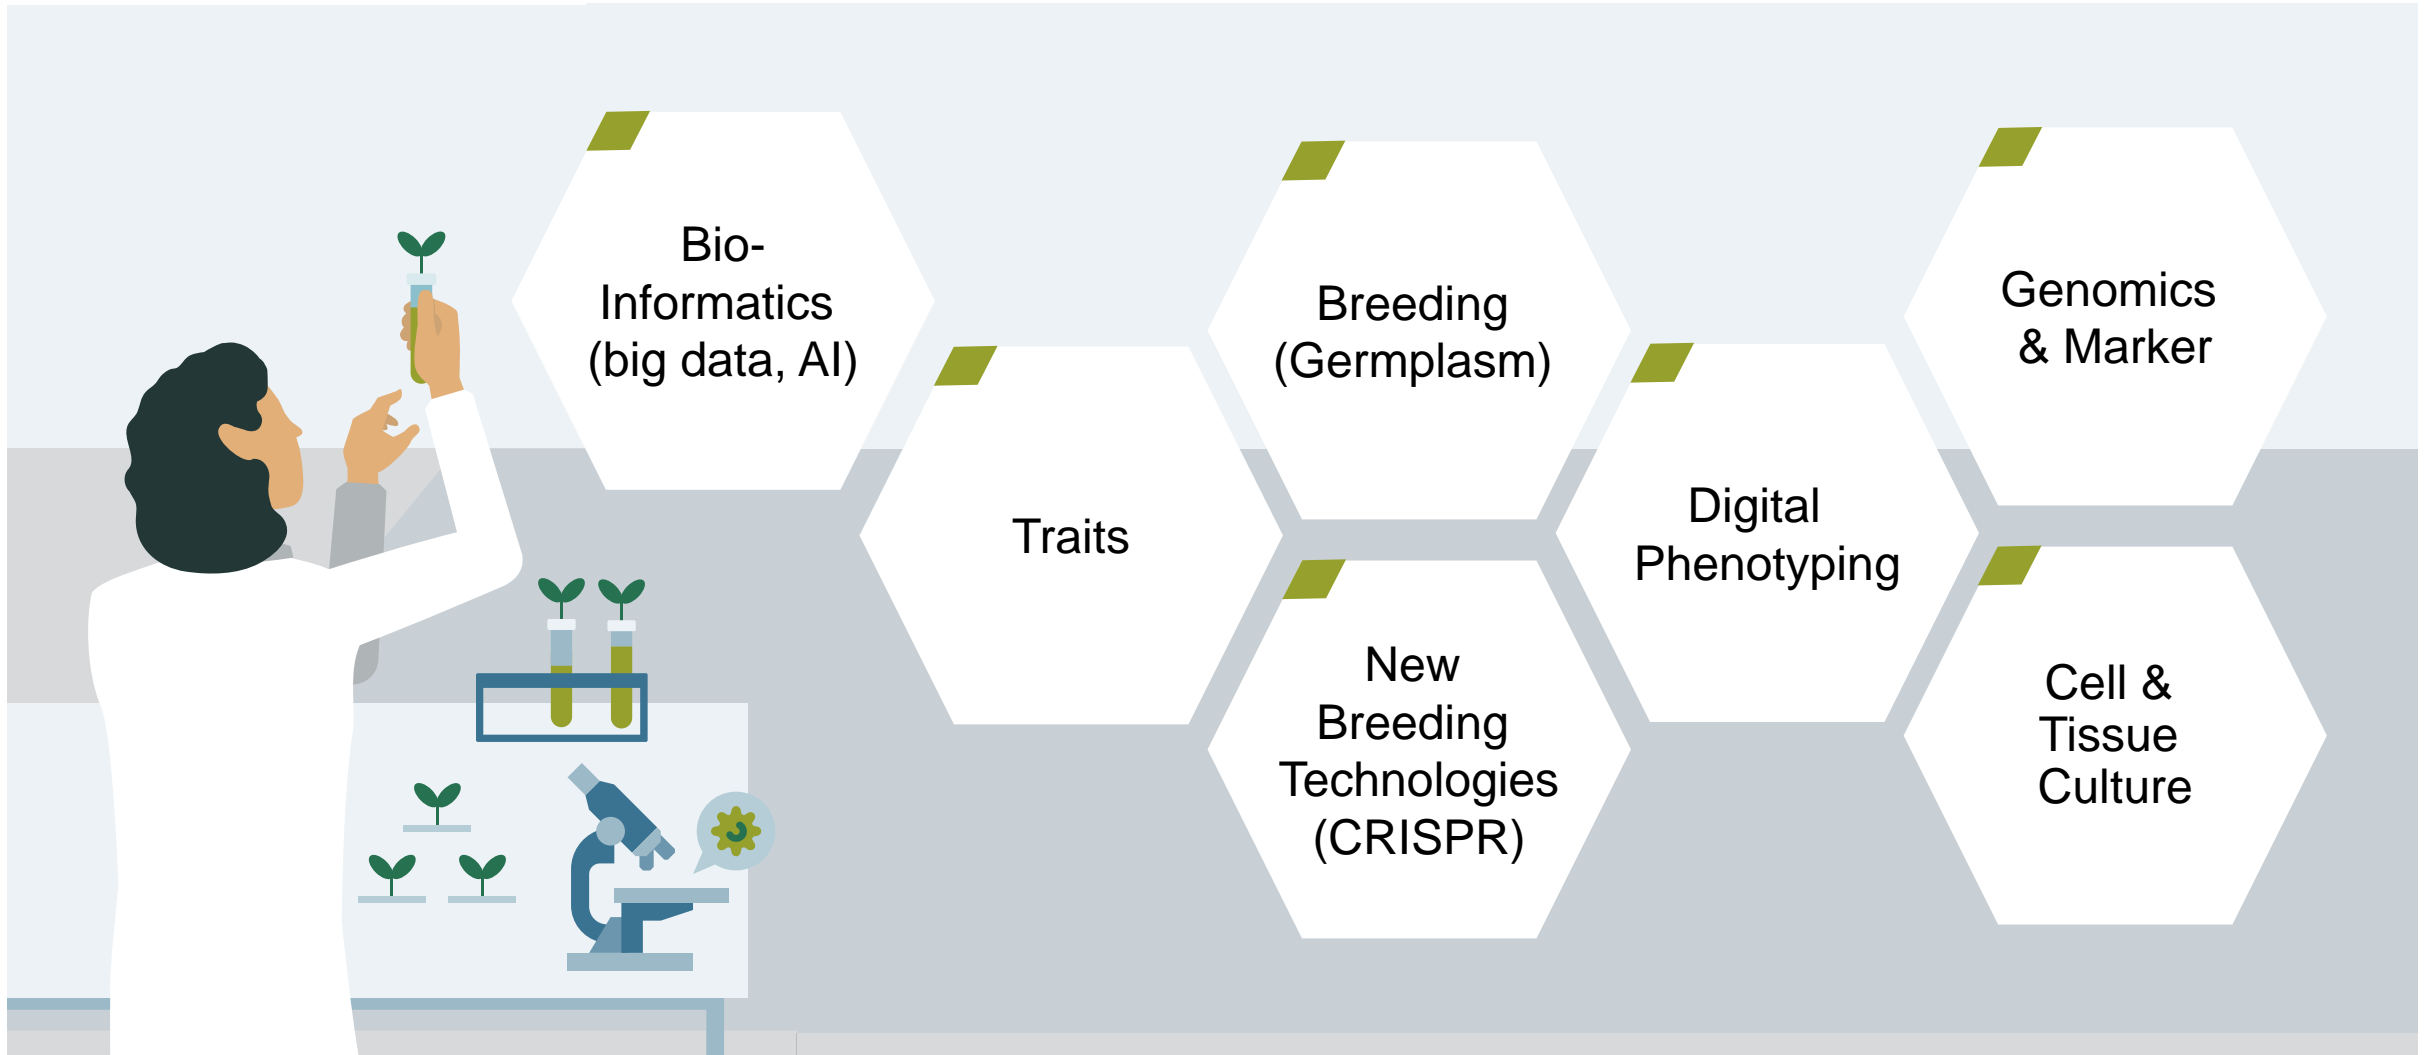 Bio-
Informatics
(big data, AI)
Traits
Breeding
(Germplasm)
New
Breeding
Technologies
(CRISPR)
Digital
Phenotyping
Genomics
& Marker
Cell &
Tissue
Culture